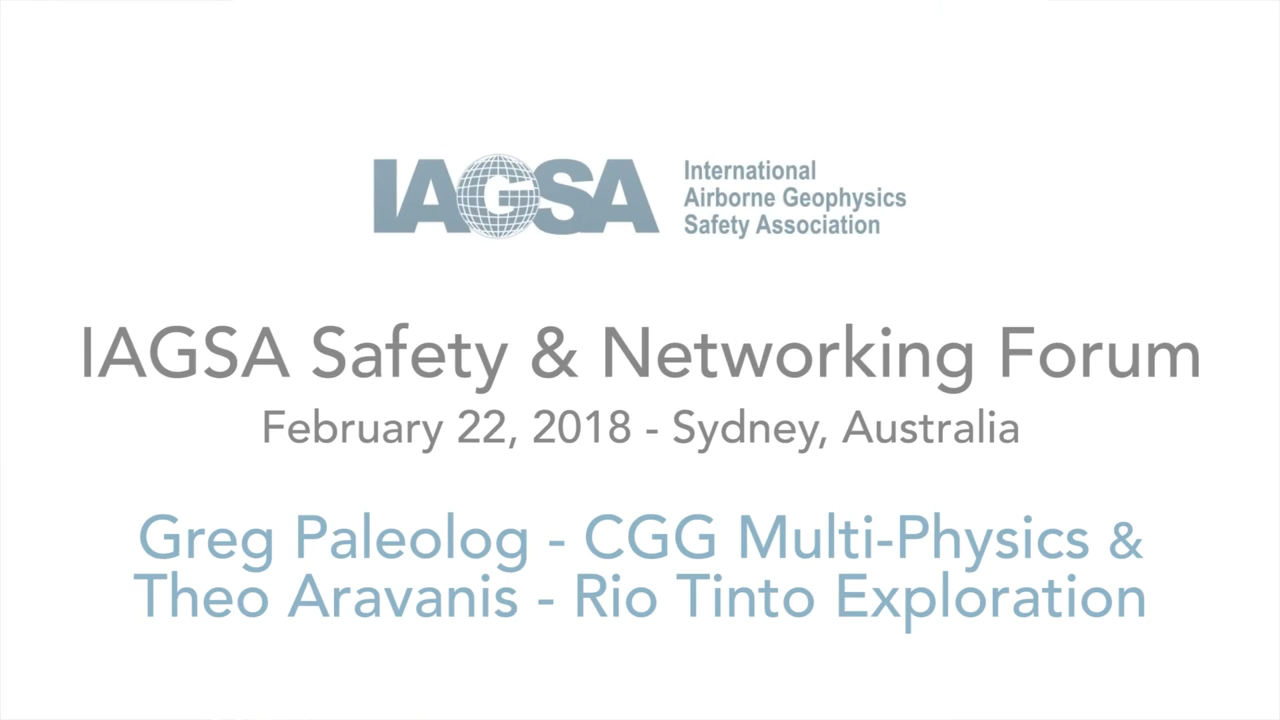 IAGSA
International
Airborne Geophysics
Safety Association
IAGSA Safety & Networking Forum
February 22, 2018 - Sydney, Australia
Greg Paleolog - CGG Multi-Physics &
Theo Aravanis - Rio Tinto Exploration